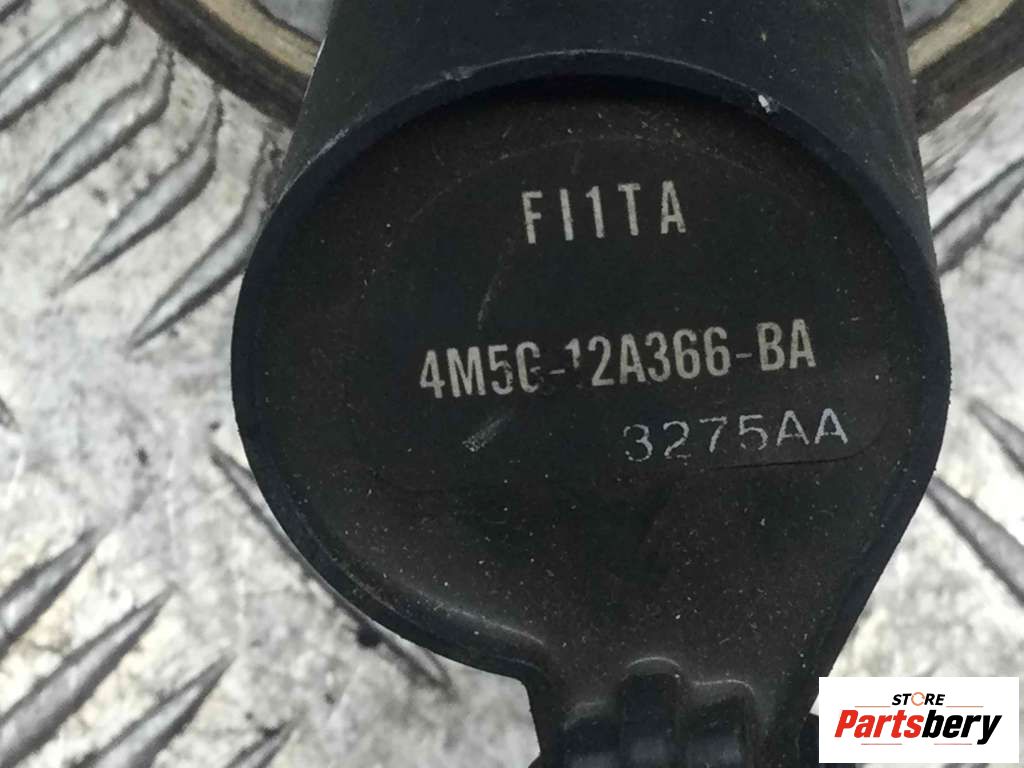 FI1TA
4M5G-12A366-BA
3275AA
STORE
Partsbery